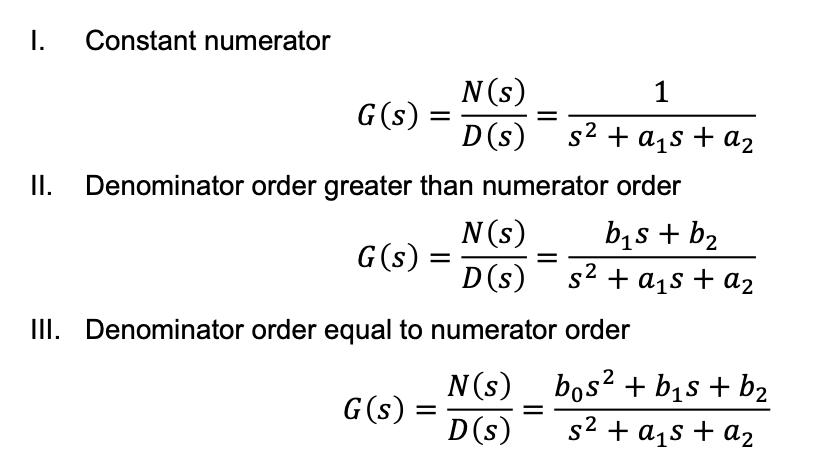 I. Constant numerator
G(s) = N(s)/D(s) = 1/(s² + a₁s + a₂)
II. Denominator order greater than numerator order
G(s) = N(s)/D(s) = (b₁s + b₂)/(s² + a₁s + a₂)
III. Denominator order equal to numerator order
G(s) = N(s)/D(s) = (b₀s² + b₁s + b₂)/(s² + a₁s + a₂)